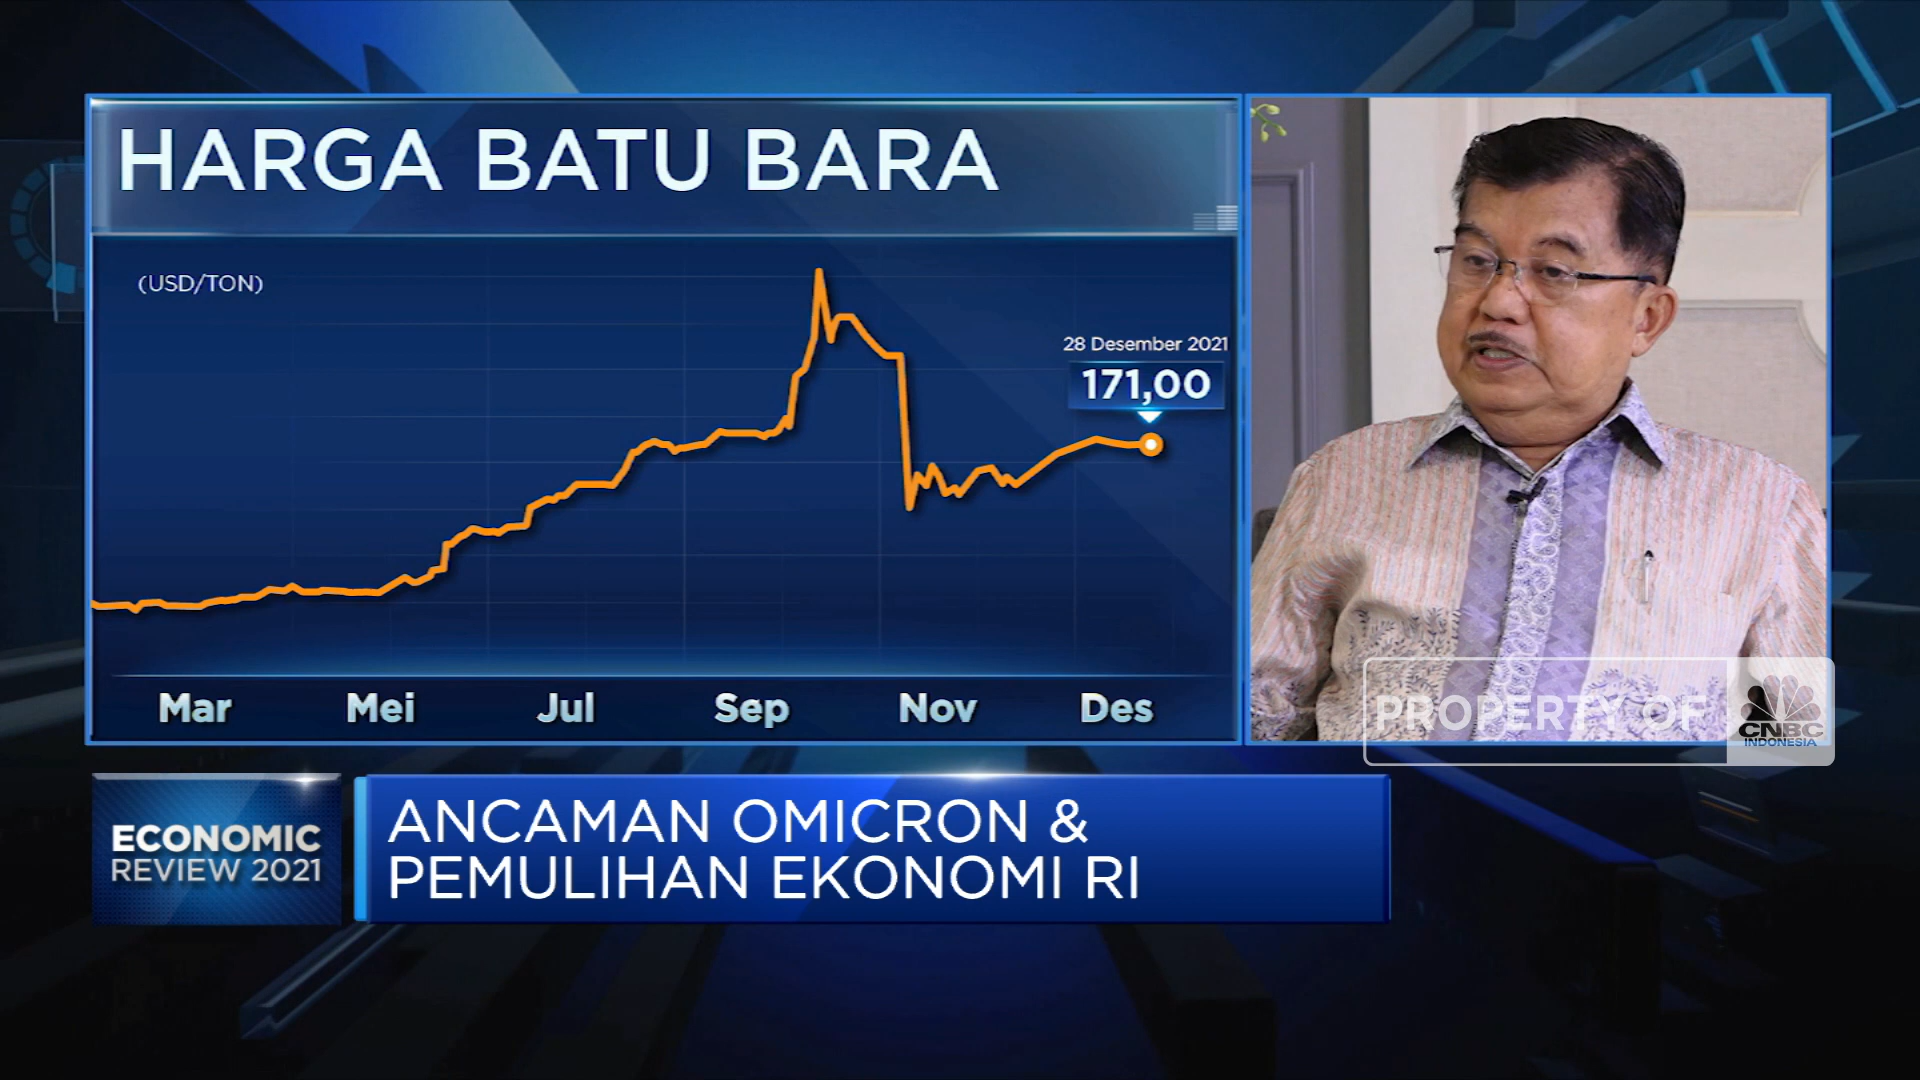 HARGA BATU BARA
(USD/TON)
28 Desember 2021
171,00
Mar Mei Jul Sep Nov Des
PROPERTY OF
CNBC
INDONESIA
ECONOMIC
REVIEW 2021
ANCAMAN OMICRON &
PEMULIHAN EKONOMI RI